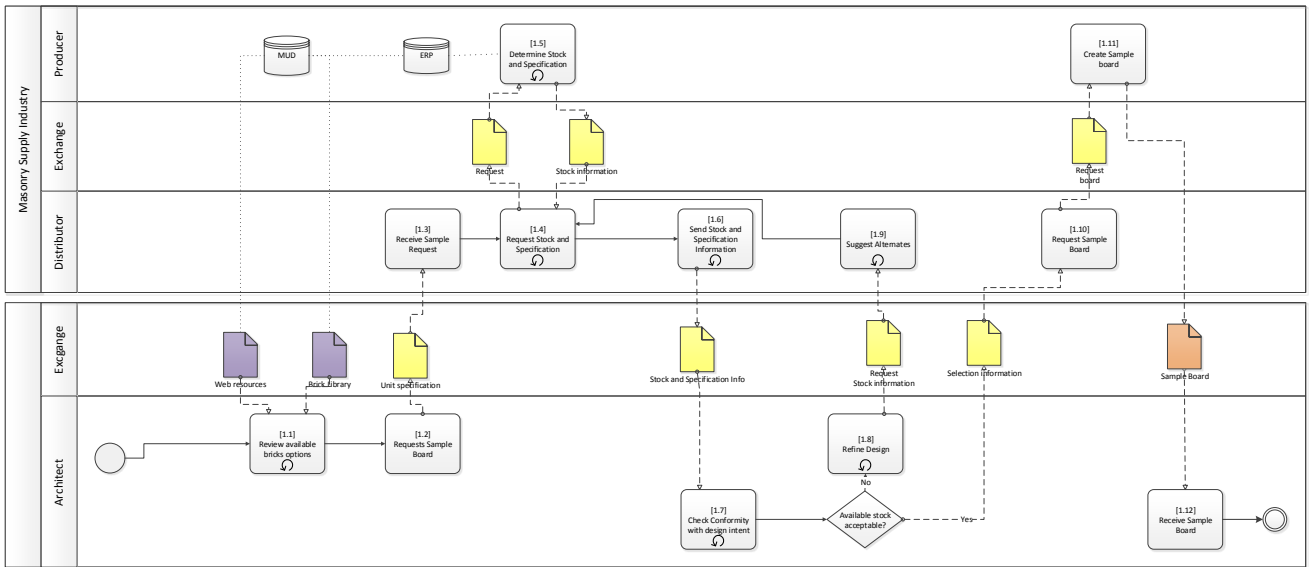 Masonry Supply Industry
Producer
MUD
ERP
[1.5]
Determine Stock
and Specification
[1.11]
Create Sample
board
Exchange
Request
Stock information
Request
board
Distributor
[1.3]
Receive Sample
Request
[1.4]
Request Stock and
Specification
[1.6]
Send Stock and
Specification
Information
[1.9]
Suggest Alternates
[1.10]
Request Sample
Board
Excgange
Web resources
Brick Library
Unit specification
Stock and Specification Info
Request
Stock information
Selection Information
Sample Board
Architect
[1.1]
Review available
bricks options
[1.2]
Requests Sample
Board
[1.8]
Refine Design
No
[1.7]
Check Conformity
with design intent
Available stock
acceptable?
Yes
[1.12]
Receive Sample
Board